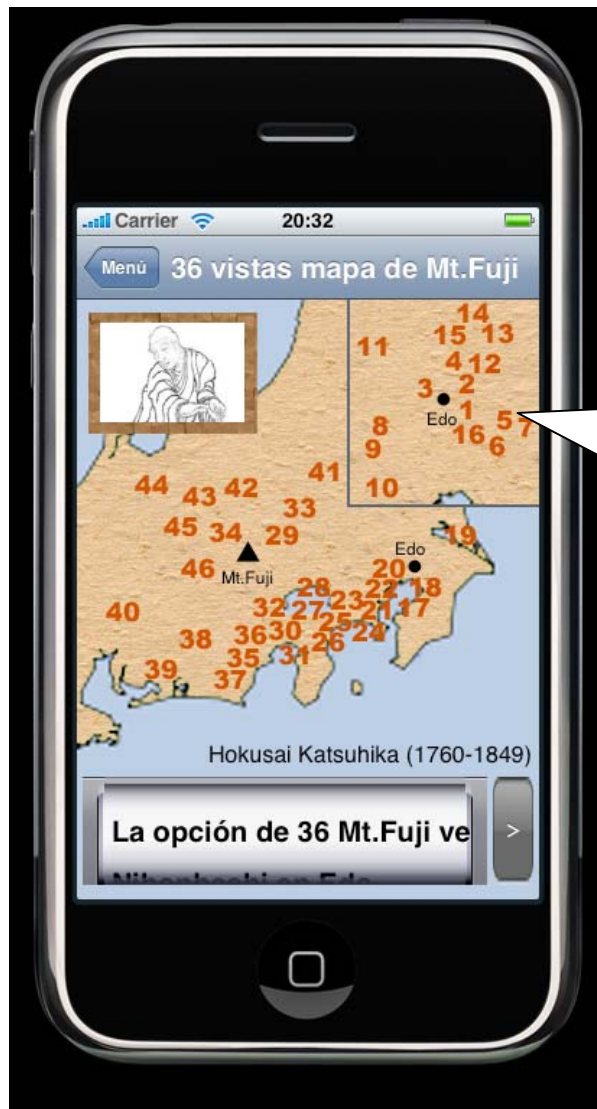 Carrier 20:32
Menú 36 vistas mapa de Mt.Fuji
14
11 15 13
4 12
3 2
Edo 1
8 16 5 7
9 6
10
44 43 42 41
33
45 34 29 19
Mt.Fuji
46
Edo
20
28 22 18
40 32 27 23 21 17
38 36 30 25 24
35 31 26
39 37
Hokusai Katsuhika (1760-1849)
La opción de 36 Mt.Fuji ve
>